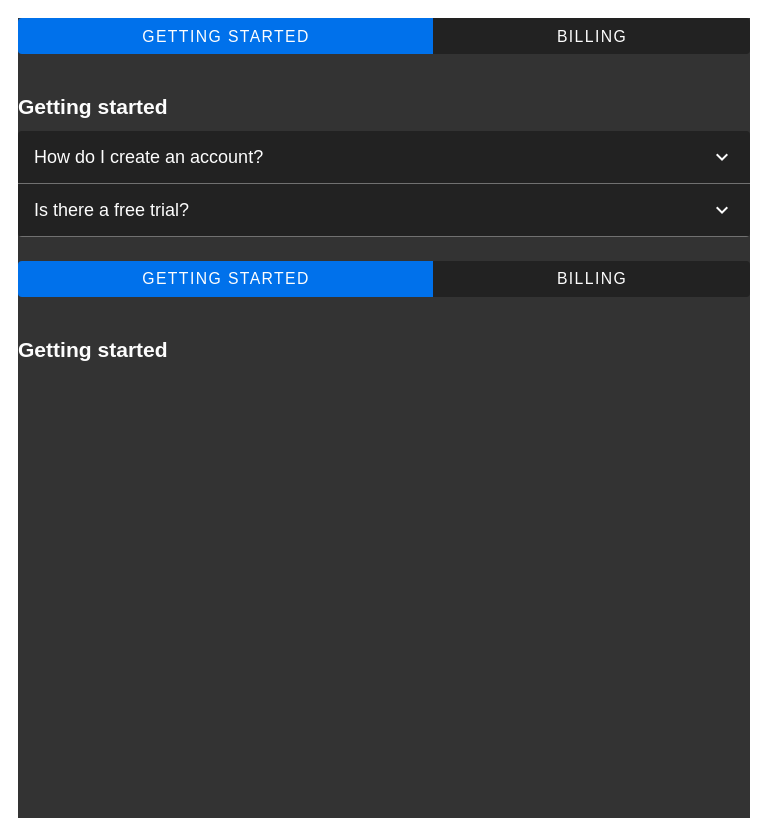 GETTING STARTED BILLING
Getting started
How do I create an account?
Is there a free trial?
GETTING STARTED BILLING
Getting started